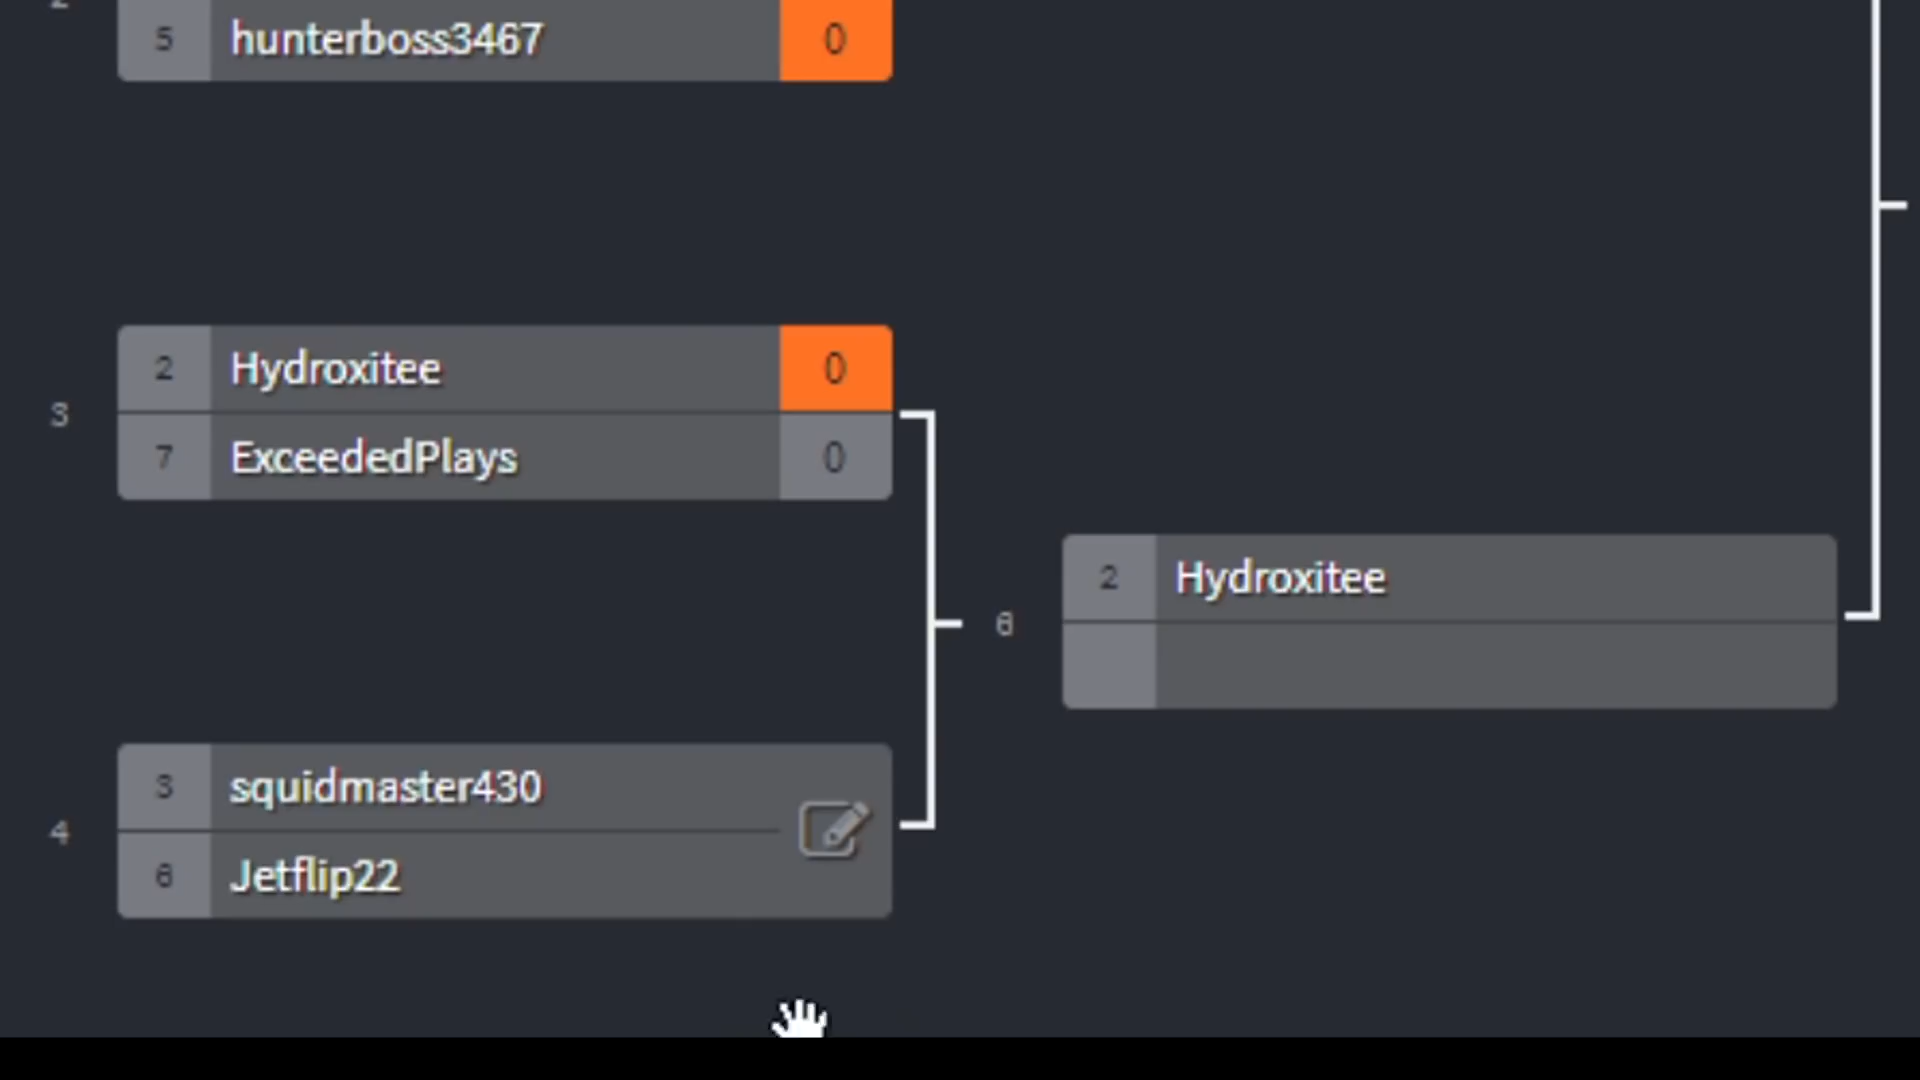 5 hunterboss3467 0
2 Hydroxitee 0
3
7 ExceededPlays 0
2 Hydroxitee
6
3 squidmaster430
4
6 Jetflip22